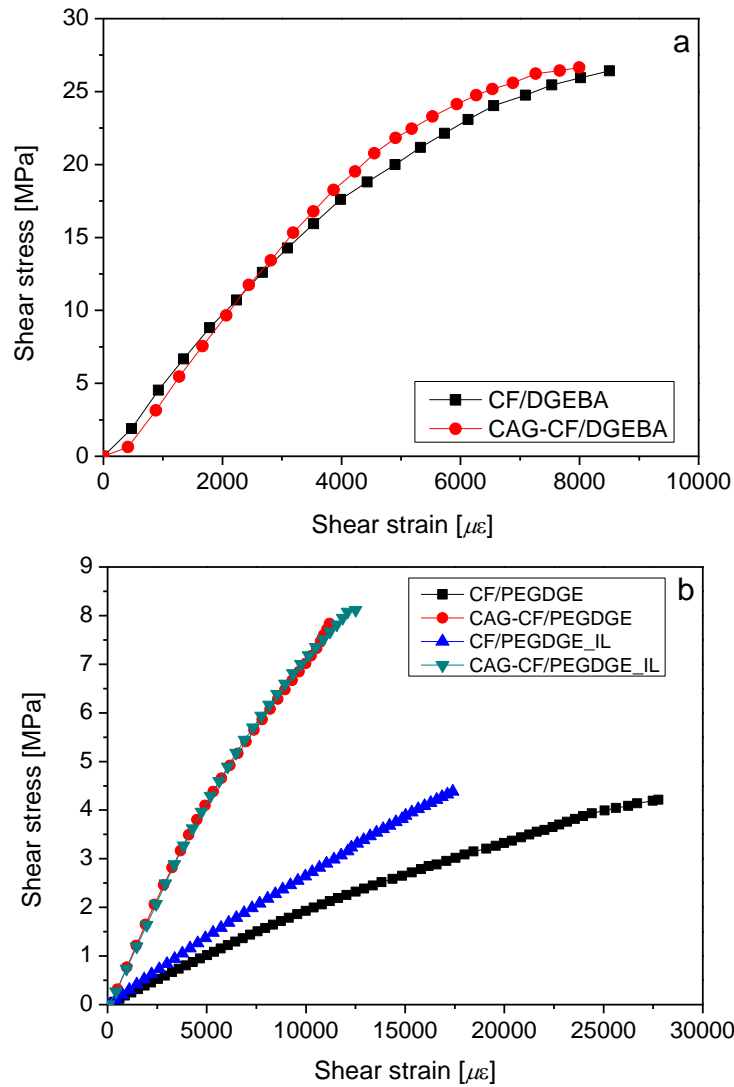 a
30
25
20
15
10
5
0
Shear stress [MPa]
CF/DGEBA
CAG-CF/DGEBA
0 2000 4000 6000 8000 10000
Shear strain [με]
b
9
8
7
6
5
4
3
2
1
0
Shear stress [MPa]
CF/PEGDGE
CAG-CF/PEGDGE
CF/PEGDGE_IL
CAG-CF/PEGDGE_IL
0 5000 10000 15000 20000 25000 30000
Shear strain [με]